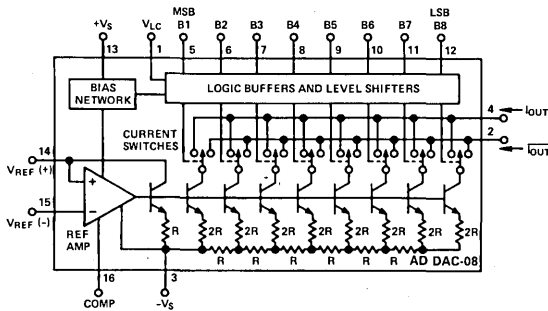 MSB LSB
+VS VLC B1 B2 B3 B4 B5 B6 B7 B8
13 1 5 6 7 8 9 10 11 12
BIAS NETWORK
LOGIC BUFFERS AND LEVEL SHIFTERS
4 IOUT
2 IOUT
CURRENT SWITCHES
14
VREF (+)
+
15
VREF (-)
−
REF AMP
R 2R 2R 2R 2R 2R 2R 2R 2R
R R R R R R
AD DAC-08
16 3
COMP -VS